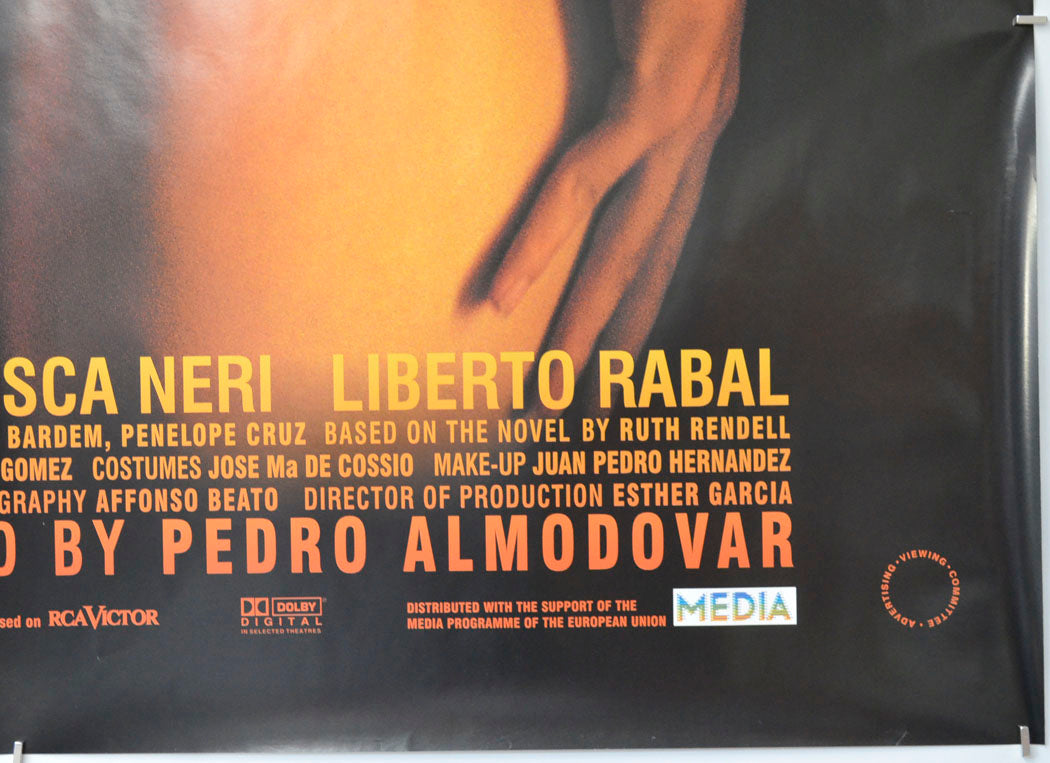 SCA NERI LIBERTO RABAL
BARDEM, PENELOPE CRUZ BASED ON THE NOVEL BY RUTH RENDELL
GOMEZ COSTUMES JOSE Ma DE COSSIO MAKE-UP JUAN PEDRO HERNANDEZ
GRAPHY AFFONSO BEATO DIRECTOR OF PRODUCTION ESTHER GARCIA
D BY PEDRO ALMODOVAR
sed on RCA VICTOR
DOLBY
DIGITAL
IN SELECTED THEATRES
DISTRIBUTED WITH THE SUPPORT OF THE
MEDIA PROGRAMME OF THE EUROPEAN UNION
MEDIA
ADVERTISING • VIEWING • COMMITTEE •